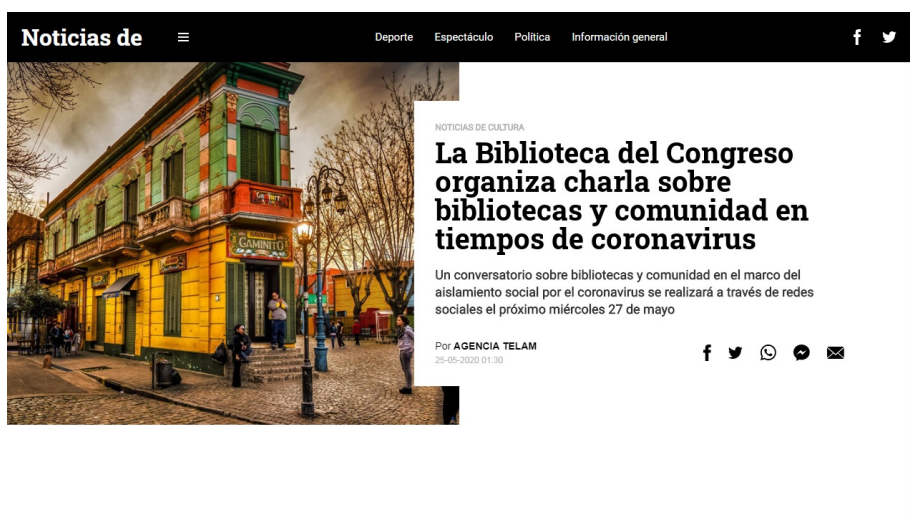 Noticias de
Deporte Espectáculo Política Información general
NOTICIAS DE CULTURA
La Biblioteca del Congreso
organiza charla sobre
bibliotecas y comunidad en
tiempos de coronavirus
Un conversatorio sobre bibliotecas y comunidad en el marco del
aislamiento social por el coronavirus se realizará a través de redes
sociales el próximo miércoles 27 de mayo
Por AGENCIA TELAM
25-05-2020 01:30
CAMINITO